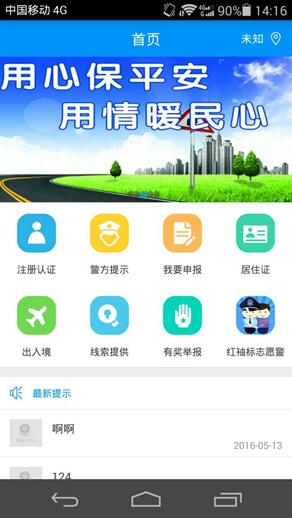 中国移动 4G 4G 90% 14:16
首页 未知
用心保平安
用情暖民心
注册认证 警方提示 我要申报 居住证
出入境 线索提供 有奖举报 红袖标志愿警
最新提示
啊啊
2016-05-13
124